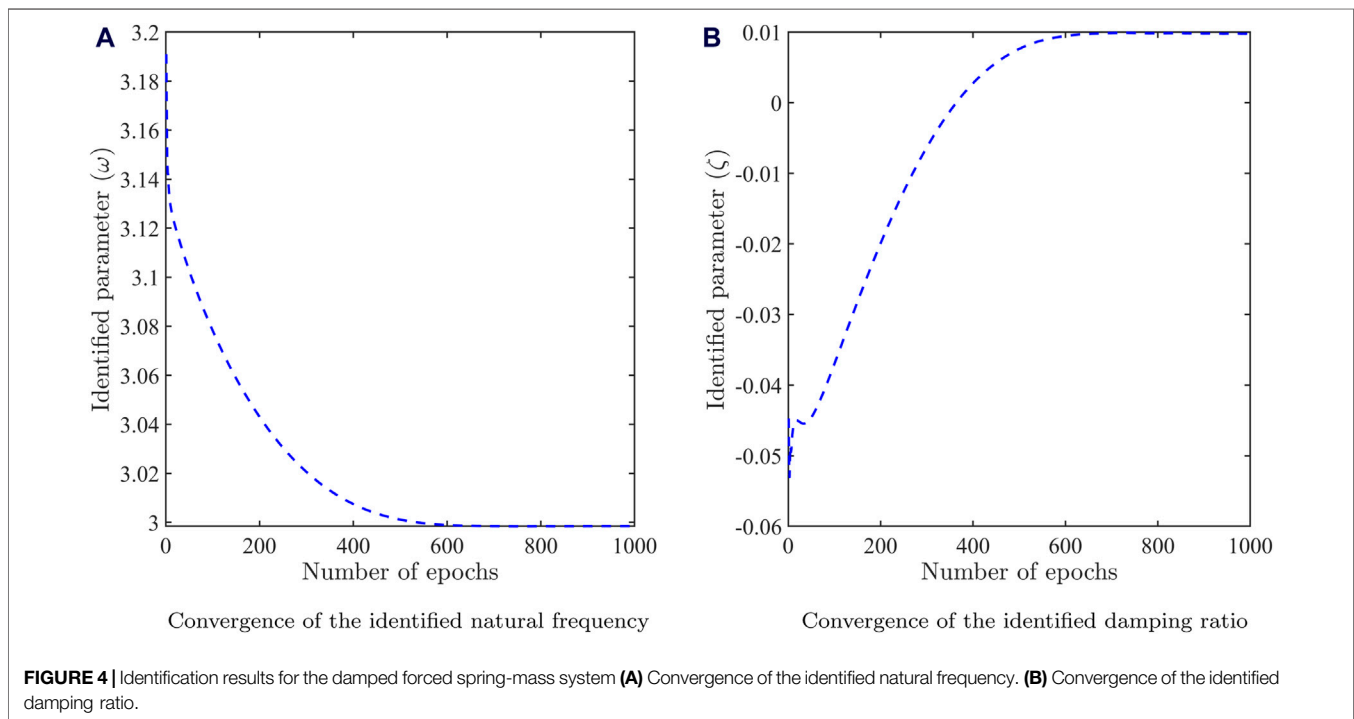 A
3.2
3.18
3.16
3.14
3.12
3.1
3.08
3.06
3.04
3.02
3
Identified parameter (ω)
0 200 400 600 800 1000
Number of epochs
Convergence of the identified natural frequency
B
0.01
0
-0.01
-0.02
-0.03
-0.04
-0.05
-0.06
Identified parameter (ζ)
0 200 400 600 800 1000
Number of epochs
Convergence of the identified damping ratio
FIGURE 4 | Identification results for the damped forced spring-mass system (A) Convergence of the identified natural frequency. (B) Convergence of the identified
damping ratio.